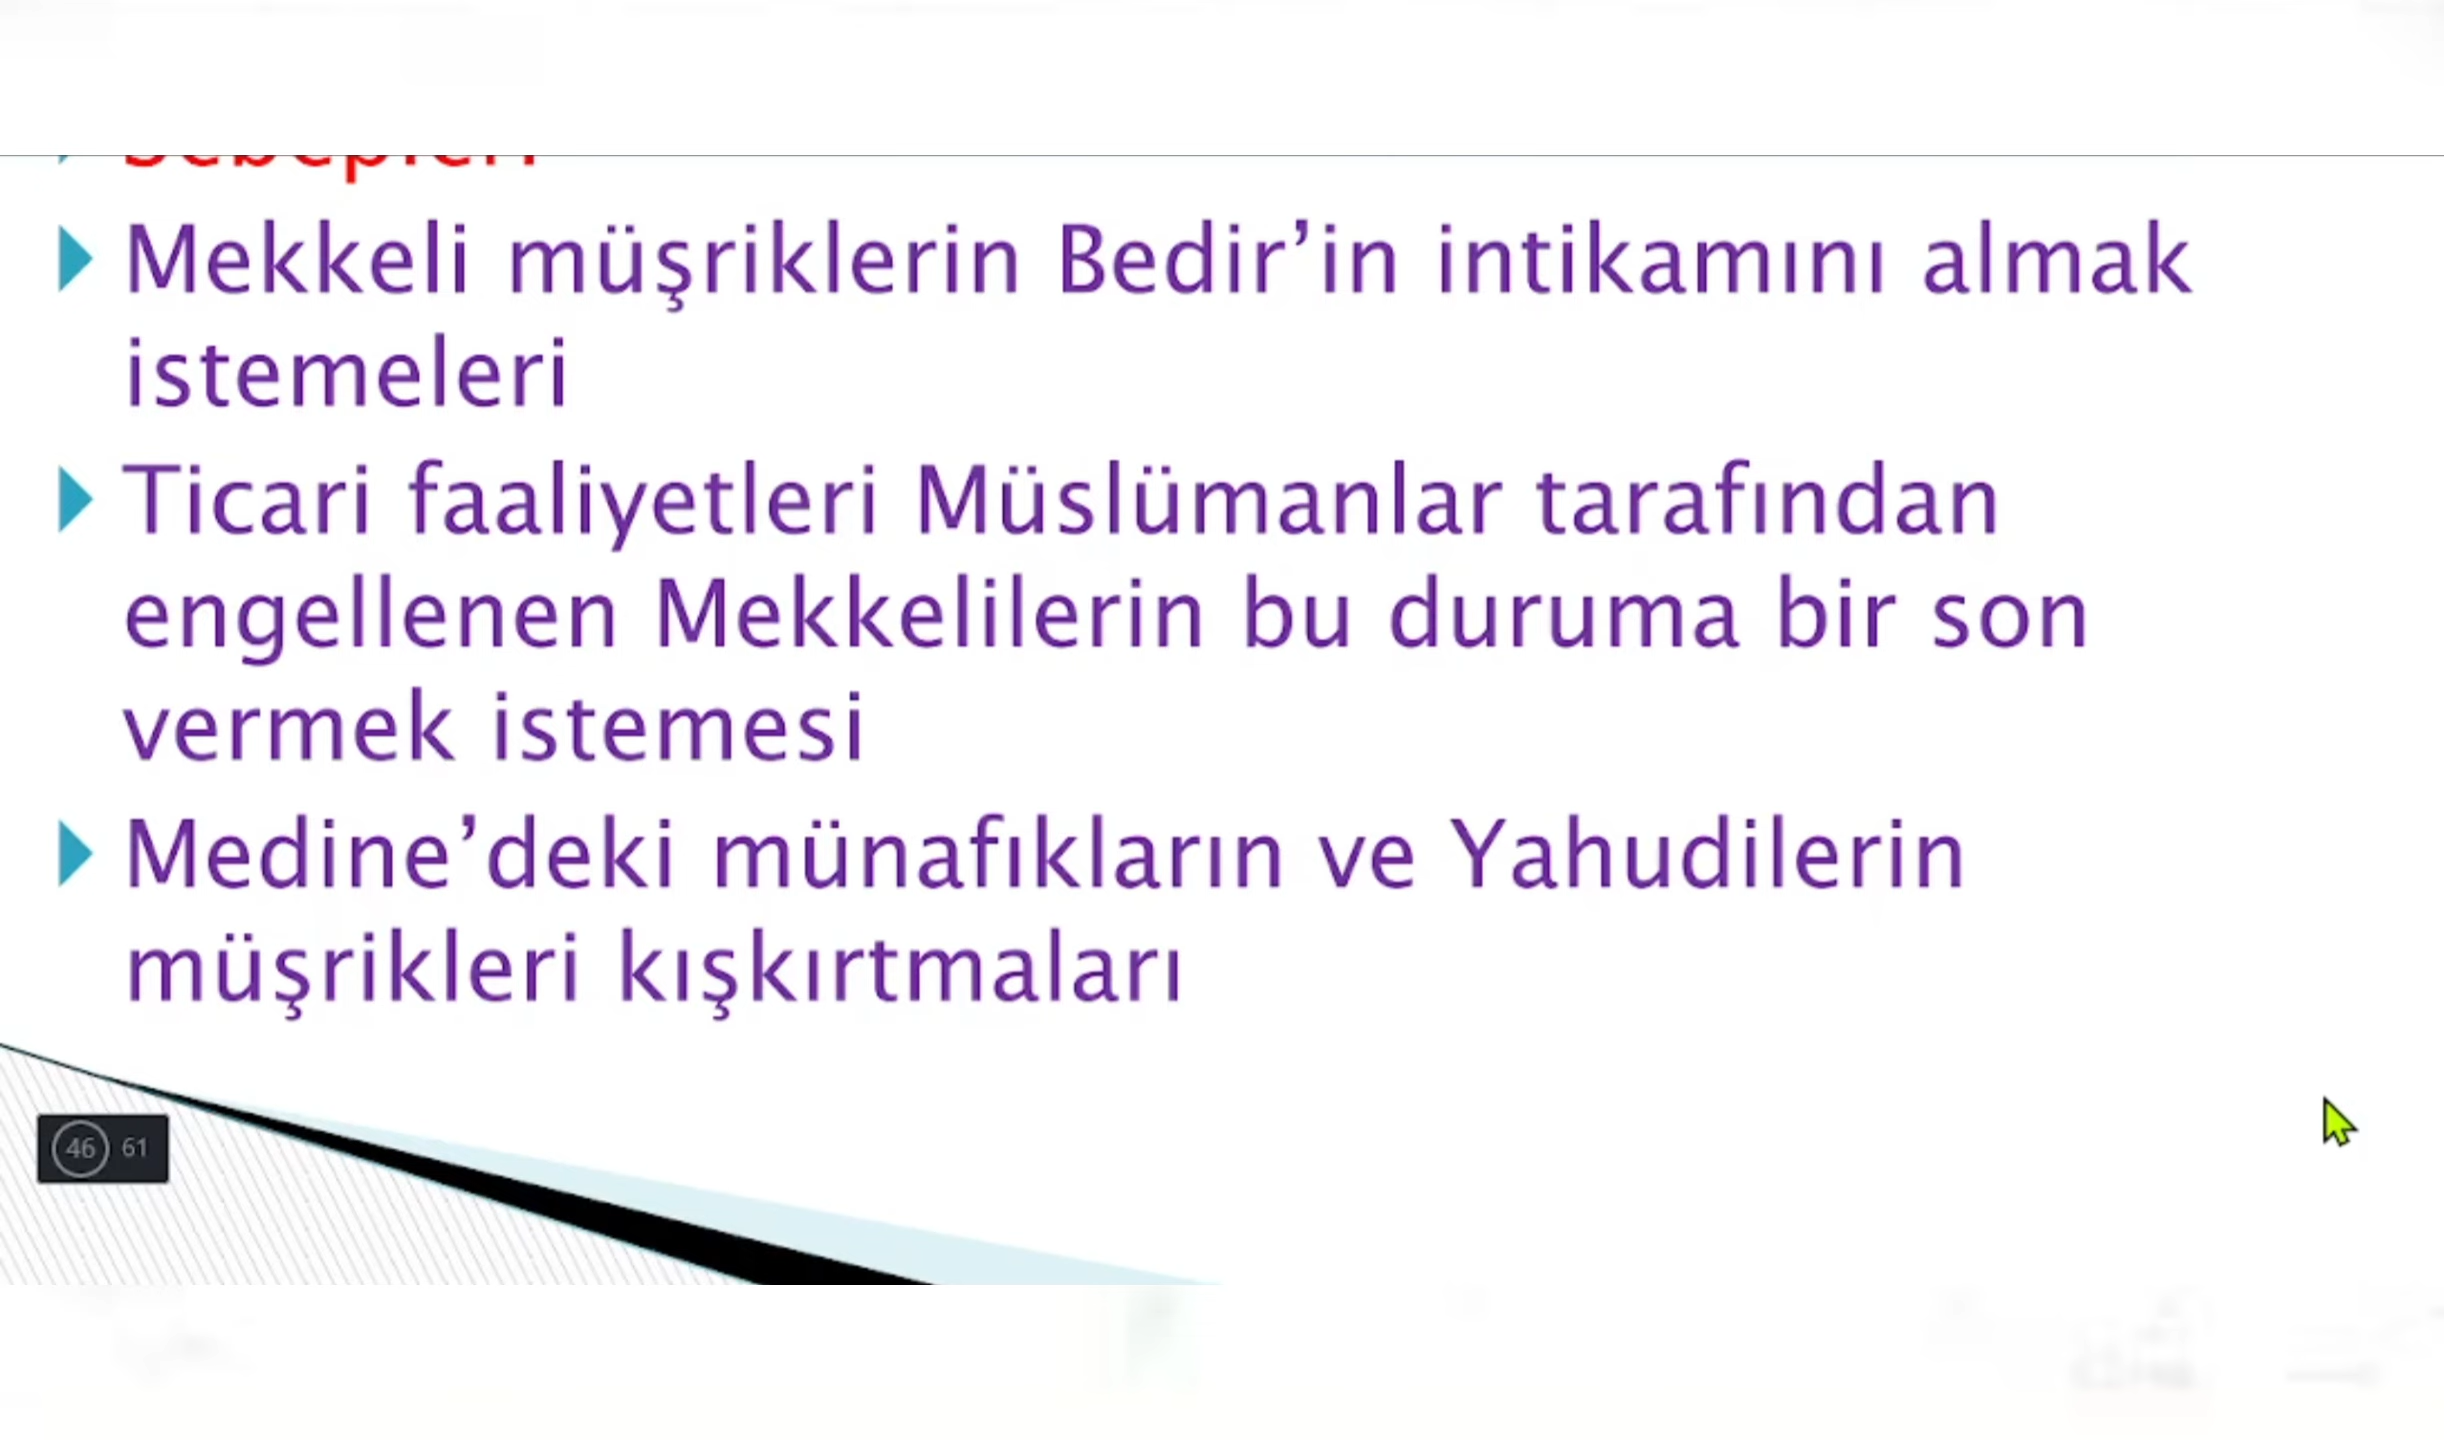 Sebepleri
Mekkeli müşriklerin Bedir’in intikamını almak
istemeleri
Ticari faaliyetleri Müslümanlar tarafından
engellenen Mekkelilerin bu duruma bir son
vermek istemesi
Medine’deki münafıkların ve Yahudilerin
müşrikleri kışkırtmaları
46 61